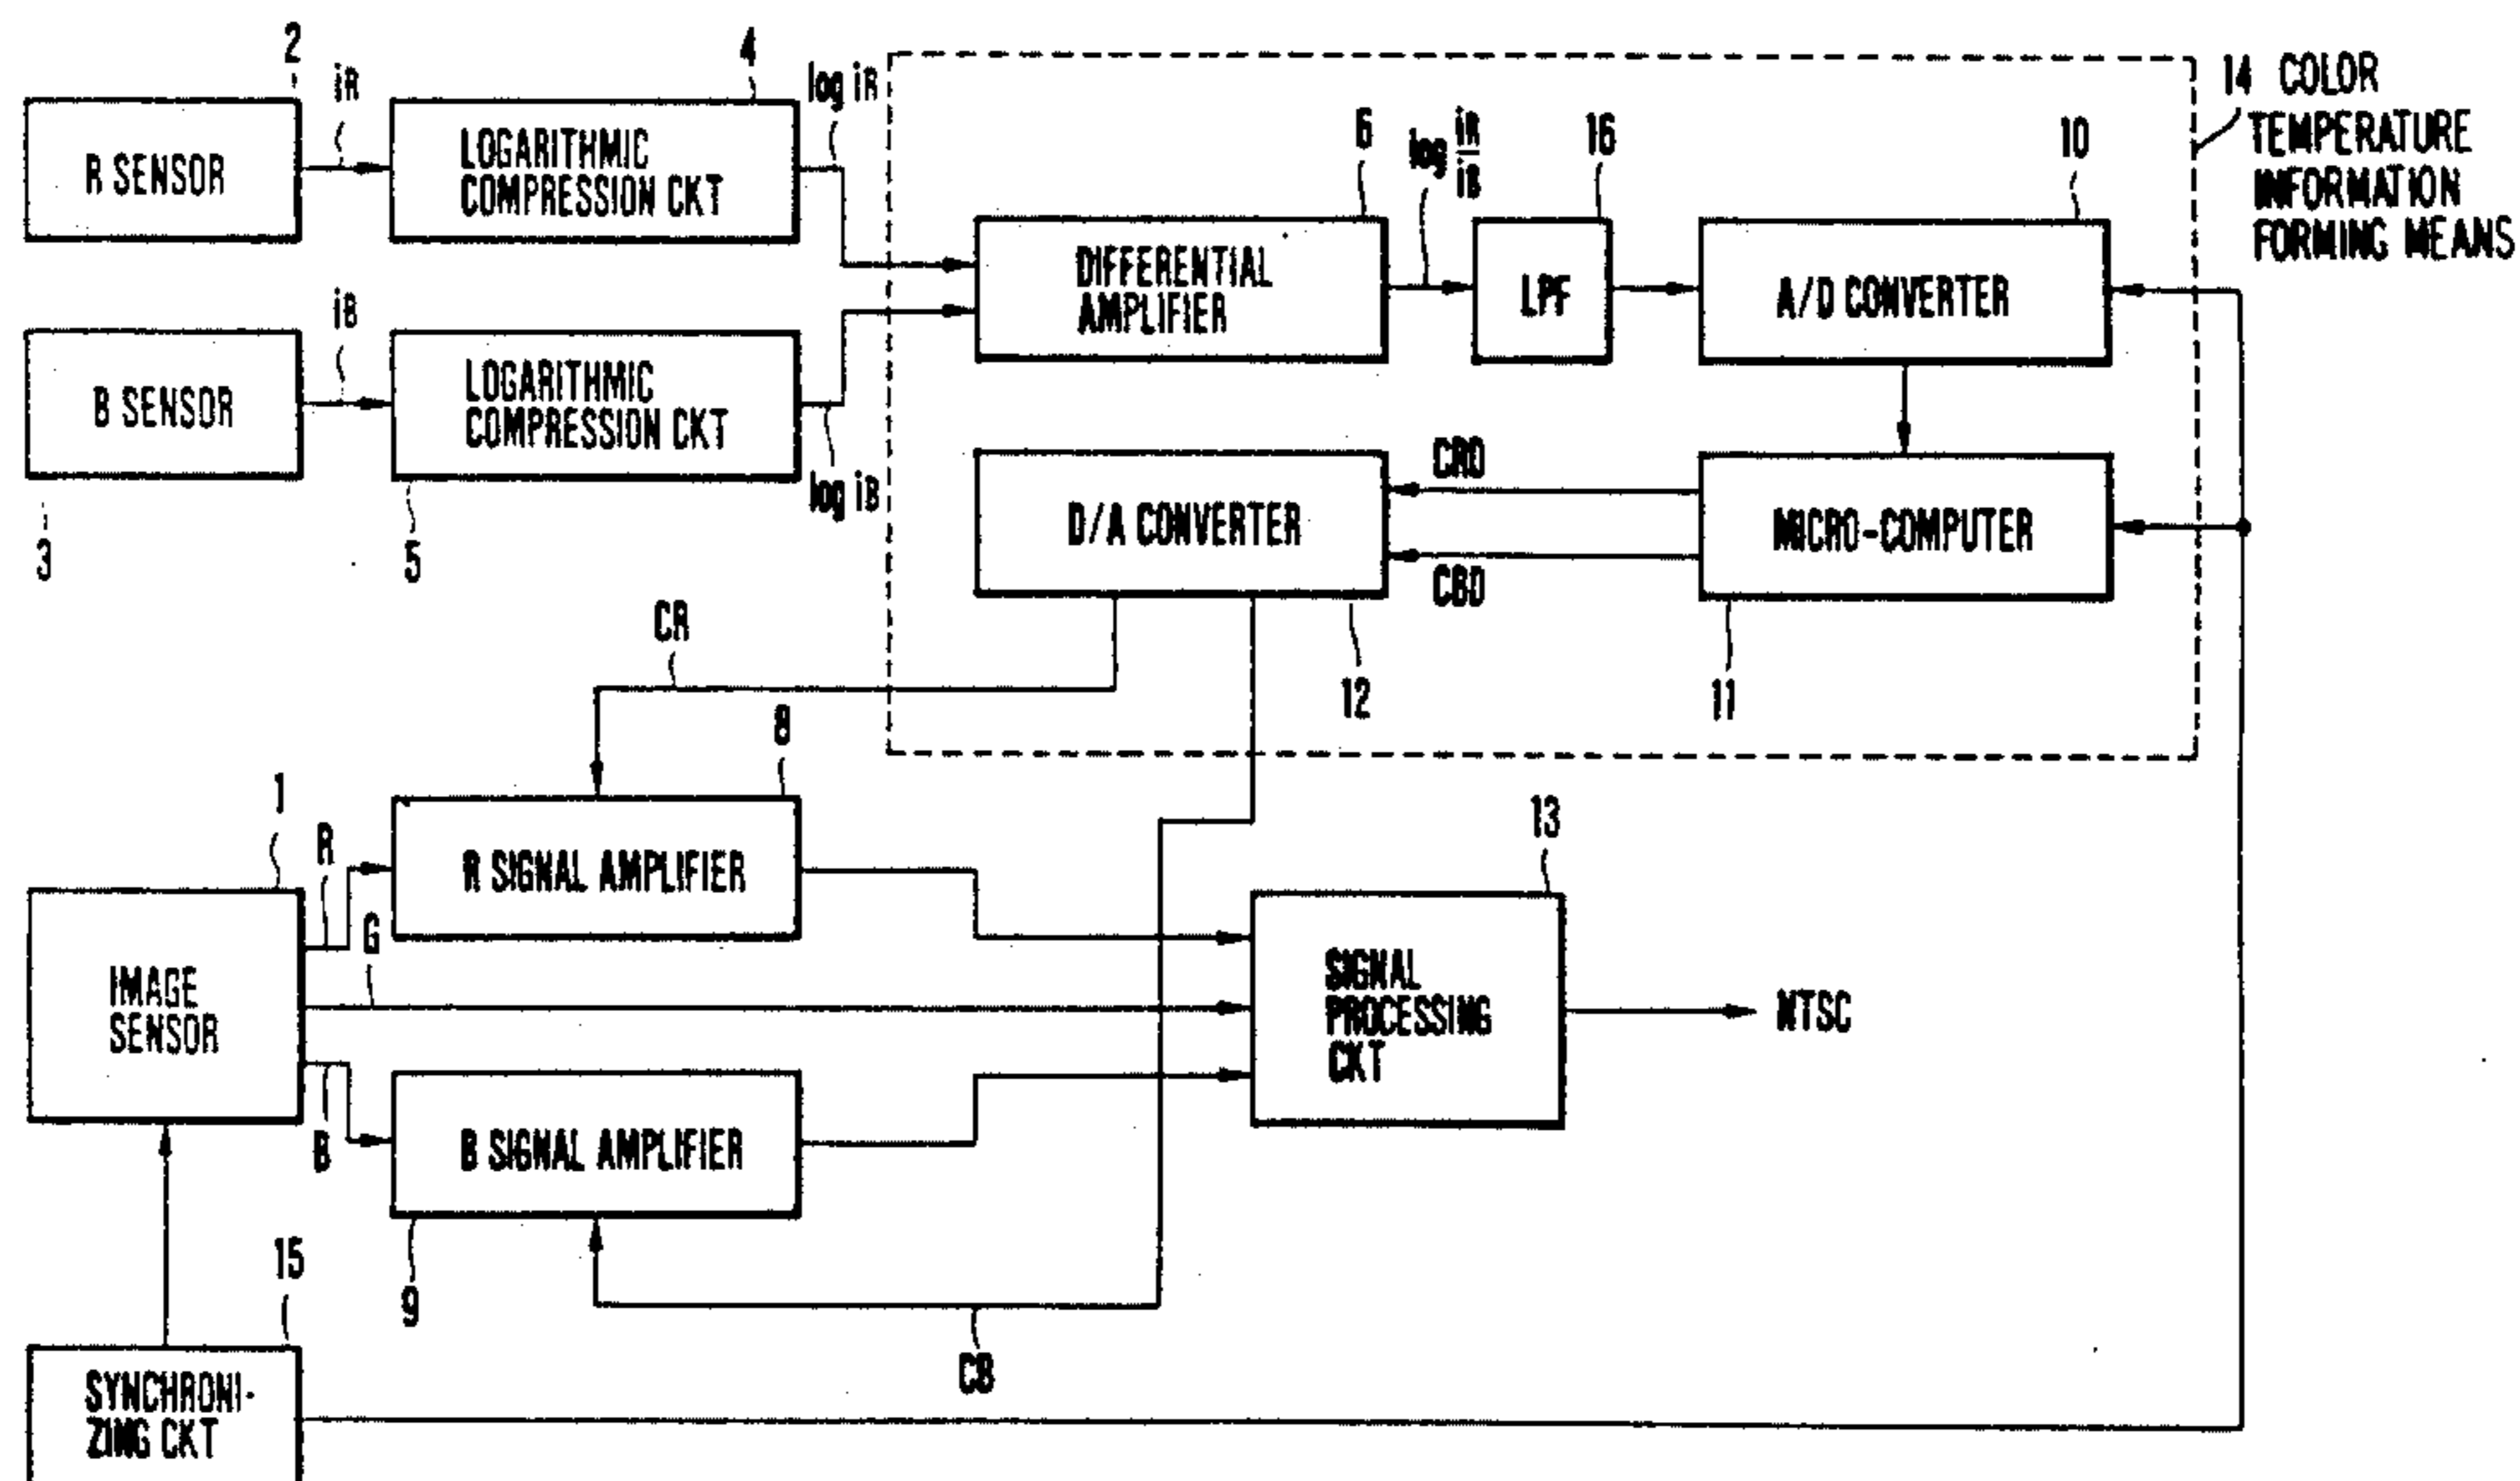 2
iR
R SENSOR
4
LOGARITHMIC
COMPRESSION CKT
log iR
14 COLOR
TEMPERATURE
INFORMATION
FORMING MEANS
6
DIFFERENTIAL
AMPLIFIER
log iR
iB
16
LPF
10
A/D CONVERTER
iB
B SENSOR
3
LOGARITHMIC
COMPRESSION CKT
5
log iB
D/A CONVERTER
12
CRD
CBD
MICRO-COMPUTER
11
CR
8
R SIGNAL AMPLIFIER
1
IMAGE
SENSOR
R
G
B
B SIGNAL AMPLIFIER
9
13
SIGNAL
PROCESSING
CKT
NTSC
CB
15
SYNCHRONI-
ZING CKT